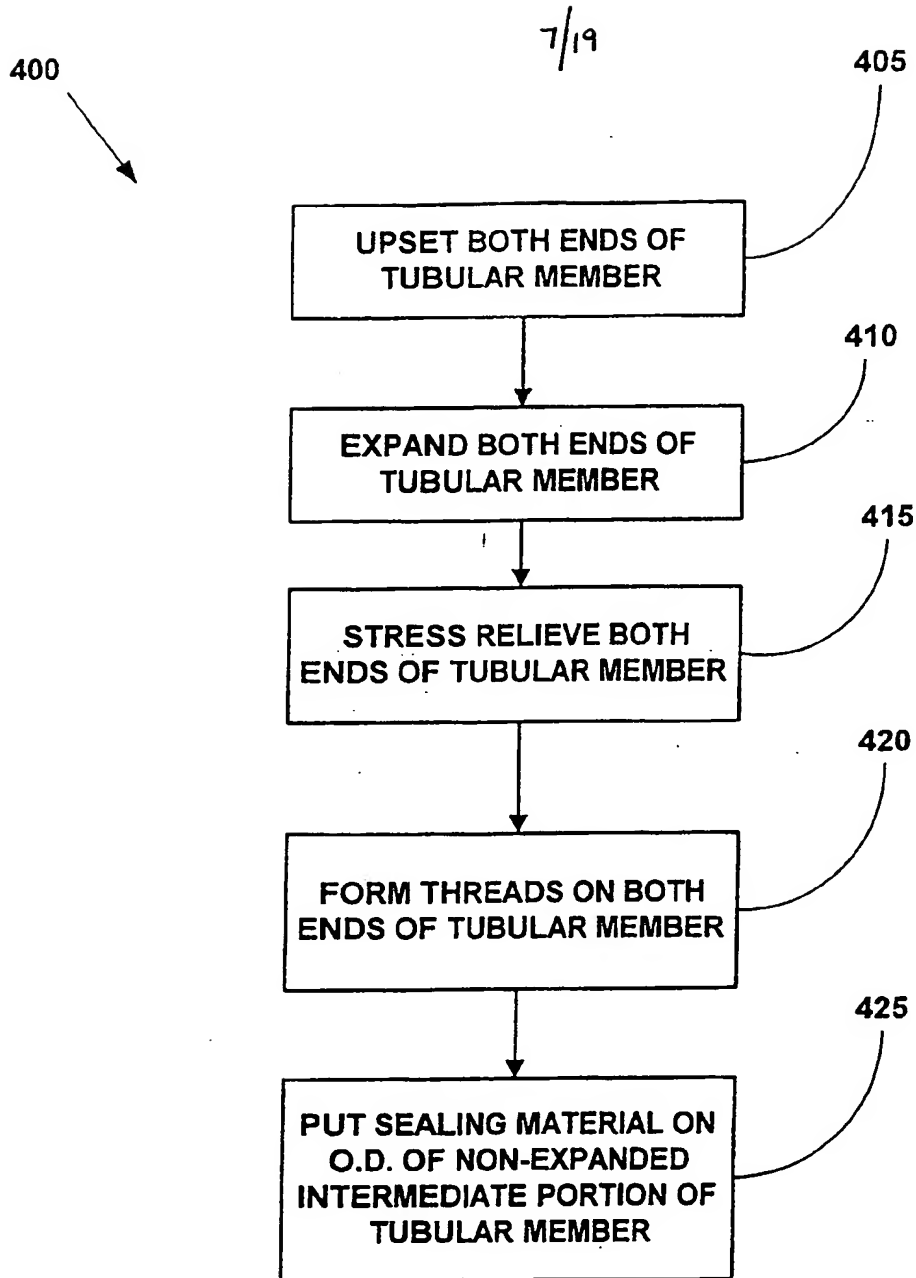 7/19
400
405
UPSET BOTH ENDS OF
TUBULAR MEMBER
410
EXPAND BOTH ENDS OF
TUBULAR MEMBER
415
STRESS RELIEVE BOTH
ENDS OF TUBULAR MEMBER
420
FORM THREADS ON BOTH
ENDS OF TUBULAR MEMBER
425
PUT SEALING MATERIAL ON
O.D. OF NON-EXPANDED
INTERMEDIATE PORTION OF
TUBULAR MEMBER